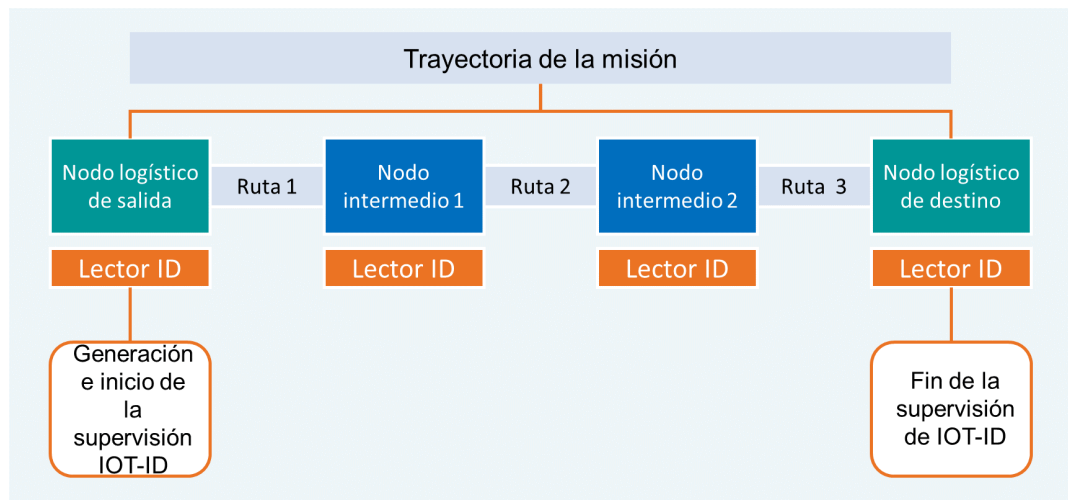 Trayectoria de la misión
Nodo logístico
de salida
Ruta 1
Nodo
intermedio 1
Ruta 2
Nodo
intermedio 2
Ruta 3
Nodo logístico
de destino
Lector ID
Lector ID
Lector ID
Lector ID
Generación
e inicio de
la
supervisión
IOT-ID
Fin de la
supervisión
de IOT-ID